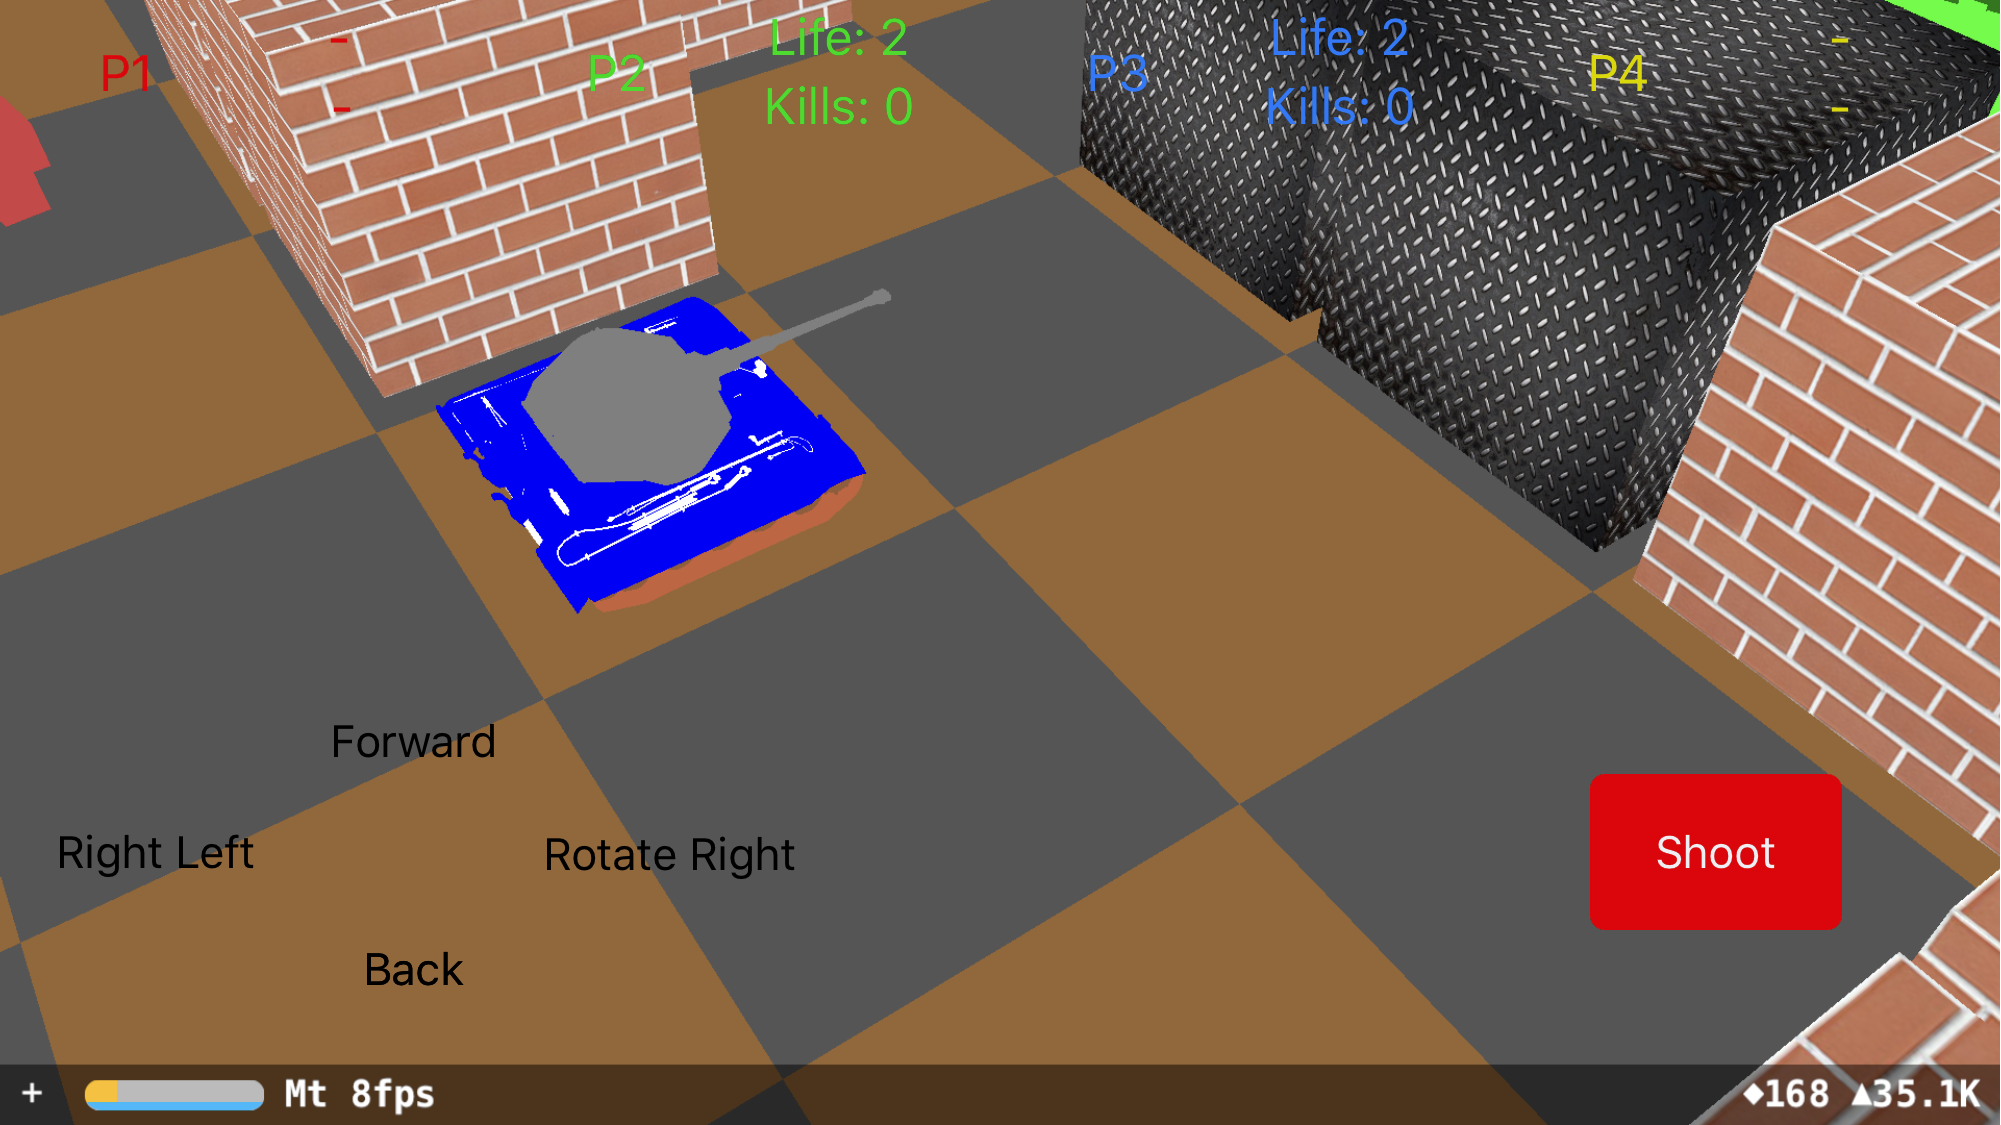 P1
-
-
P2
Life: 2
Kills: 0
P3
Life: 2
Kills: 0
P4
-
-
Forward
Right Left
Rotate Right
Back
Shoot
+ Mt 8fps
◆168 ▲35.1K